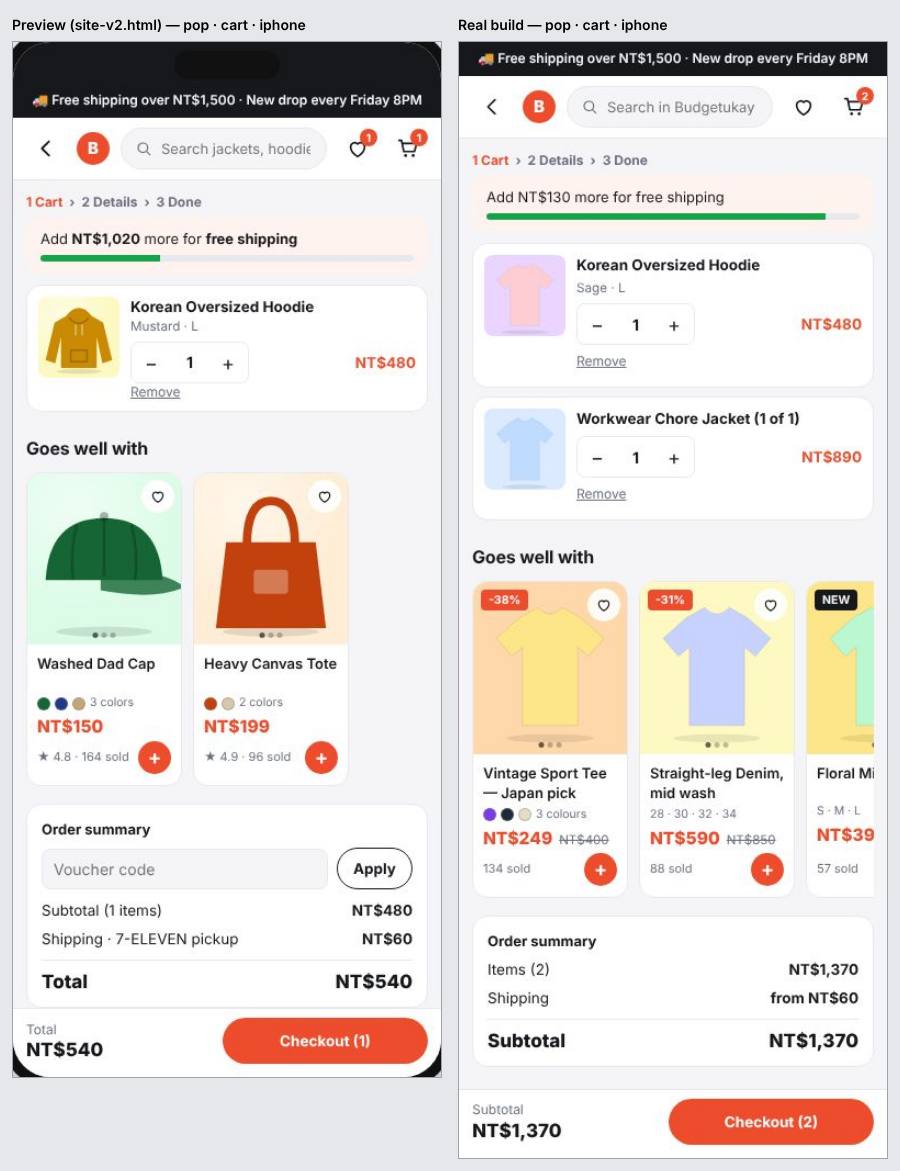 Preview (site-v2.html) — pop · cart · iphone
🚚 Free shipping over NT$1,500 · New drop every Friday 8PM
B
Search jackets, hoodie
1
1
1 Cart › 2 Details › 3 Done
Add NT$1,020 more for free shipping
Korean Oversized Hoodie
Mustard · L
− 1 +
NT$480
Remove
Goes well with
Washed Dad Cap
3 colors
NT$150
★ 4.8 · 164 sold
+
Heavy Canvas Tote
2 colors
NT$199
★ 4.9 · 96 sold
+
Order summary
Voucher code
Apply
Subtotal (1 items) NT$480
Shipping · 7-ELEVEN pickup NT$60
Total NT$540
Total
NT$540
Checkout (1)
Real build — pop · cart · iphone
🚚 Free shipping over NT$1,500 · New drop every Friday 8PM
B
Search in Budgetukay
2
1 Cart › 2 Details › 3 Done
Add NT$130 more for free shipping
Korean Oversized Hoodie
Sage · L
− 1 +
NT$480
Remove
Workwear Chore Jacket (1 of 1)
− 1 +
NT$890
Remove
Goes well with
-38%
Vintage Sport Tee
— Japan pick
3 colours
NT$249 NT$400
134 sold
+
-31%
Straight-leg Denim,
mid wash
28 · 30 · 32 · 34
NT$590 NT$850
88 sold
+
NEW
Floral Mi
S · M · L
NT$39
57 sold
Order summary
Items (2) NT$1,370
Shipping from NT$60
Subtotal NT$1,370
Subtotal
NT$1,370
Checkout (2)